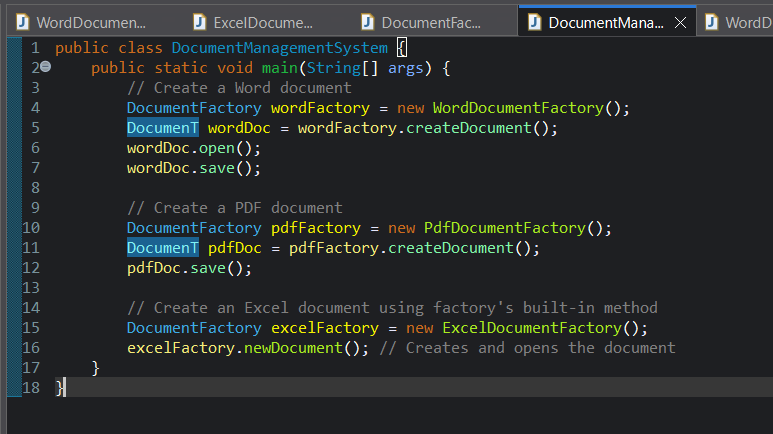 WordDocumen...
ExcelDocume...
DocumentFac...
DocumentMana...
WordD
1 public class DocumentManagementSystem {
2     public static void main(String[] args) {
3         // Create a Word document
4         DocumentFactory wordFactory = new WordDocumentFactory();
5         DocumenT wordDoc = wordFactory.createDocument();
6         wordDoc.open();
7         wordDoc.save();
8
9         // Create a PDF document
10         DocumentFactory pdfFactory = new PdfDocumentFactory();
11         DocumenT pdfDoc = pdfFactory.createDocument();
12         pdfDoc.save();
13
14         // Create an Excel document using factory's built-in method
15         DocumentFactory excelFactory = new ExcelDocumentFactory();
16         excelFactory.newDocument(); // Creates and opens the document
17     }
18 }